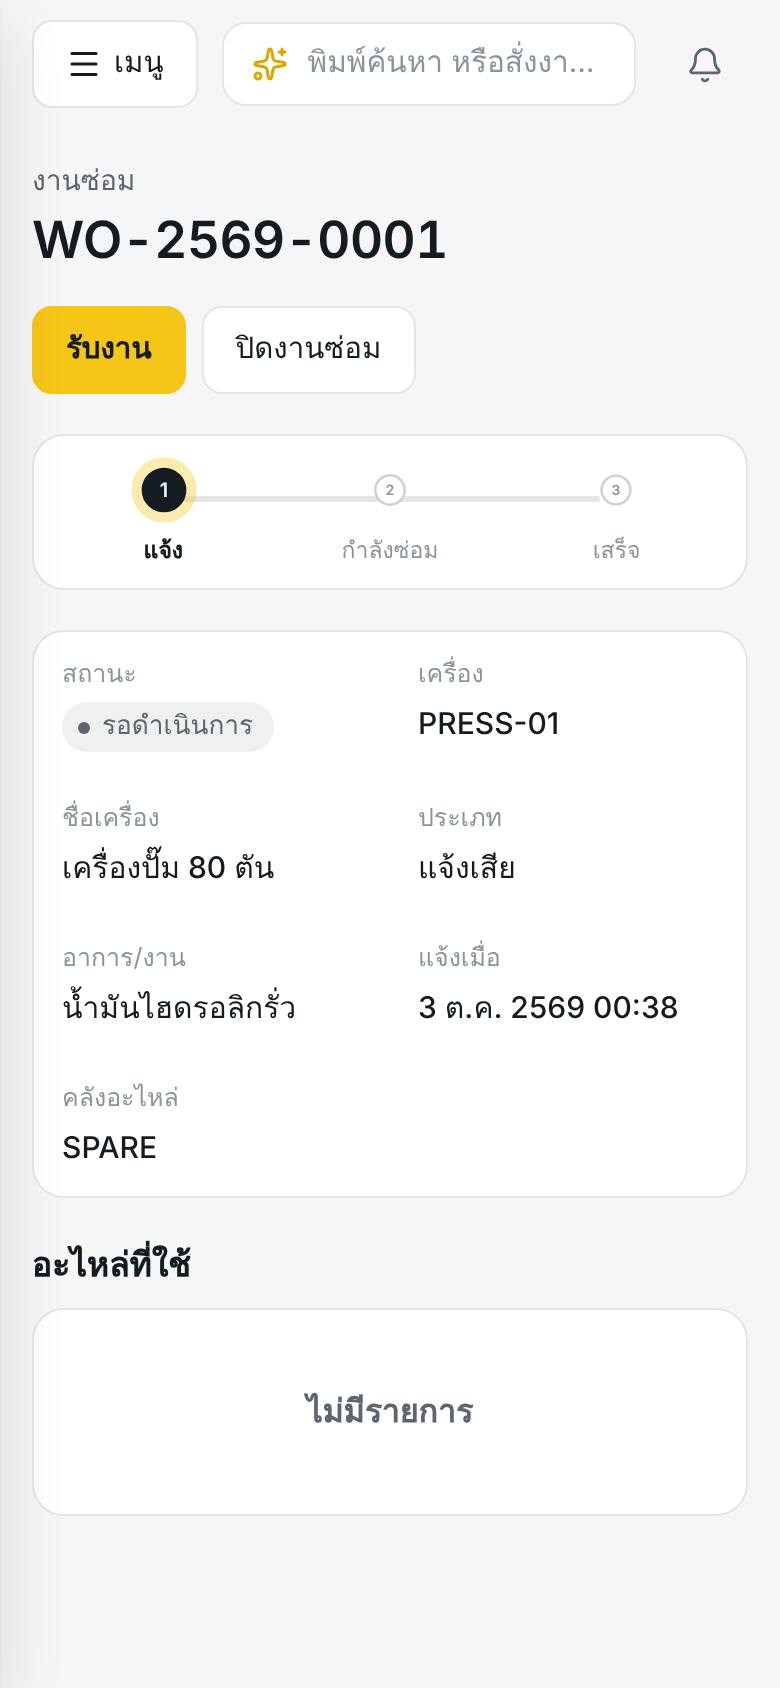 เมนู
พิมพ์ค้นหา หรือสั่งงา...
งานซ่อม
WO-2569-0001
รับงาน
ปิดงานซ่อม
1
2
3
แจ้ง
กำลังซ่อม
เสร็จ
สถานะ
เครื่อง
รอดำเนินการ
PRESS-01
ชื่อเครื่อง
ประเภท
เครื่องปั๊ม 80 ตัน
แจ้งเสีย
อาการ/งาน
แจ้งเมื่อ
น้ำมันไฮดรอลิกรั่ว
3 ต.ค. 2569 00:38
คลังอะไหล่
SPARE
อะไหล่ที่ใช้
ไม่มีรายการ